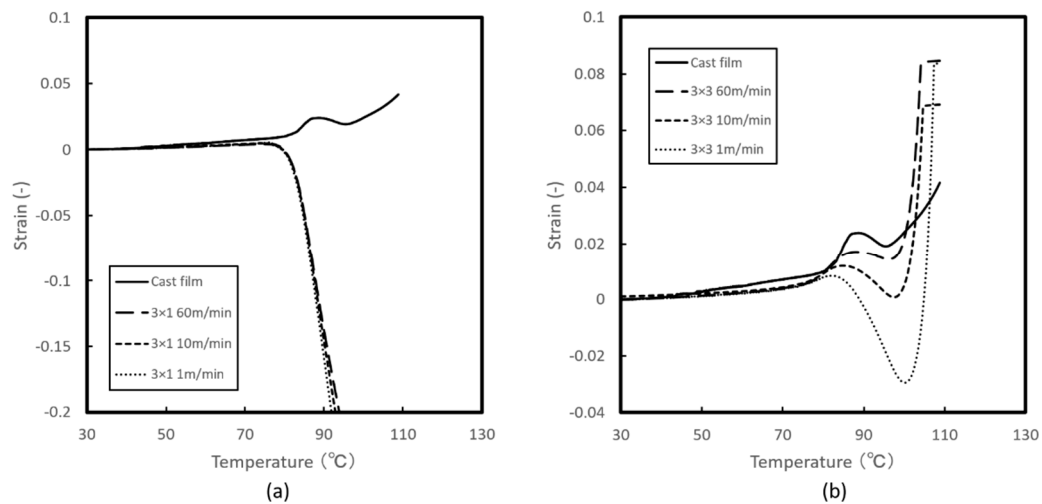 0.1
0.05
0
-0.05
-0.1
-0.15
-0.2
Strain (-)
Cast film
3×1 60m/min
3×1 10m/min
3×1 1m/min
30 50 70 90 110 130
Temperature (℃)
(a)
0.1
0.08
0.06
0.04
0.02
0
-0.02
-0.04
Strain (-)
Cast film
3×3 60m/min
3×3 10m/min
3×3 1m/min
30 50 70 90 110 130
Temperature (℃)
(b)